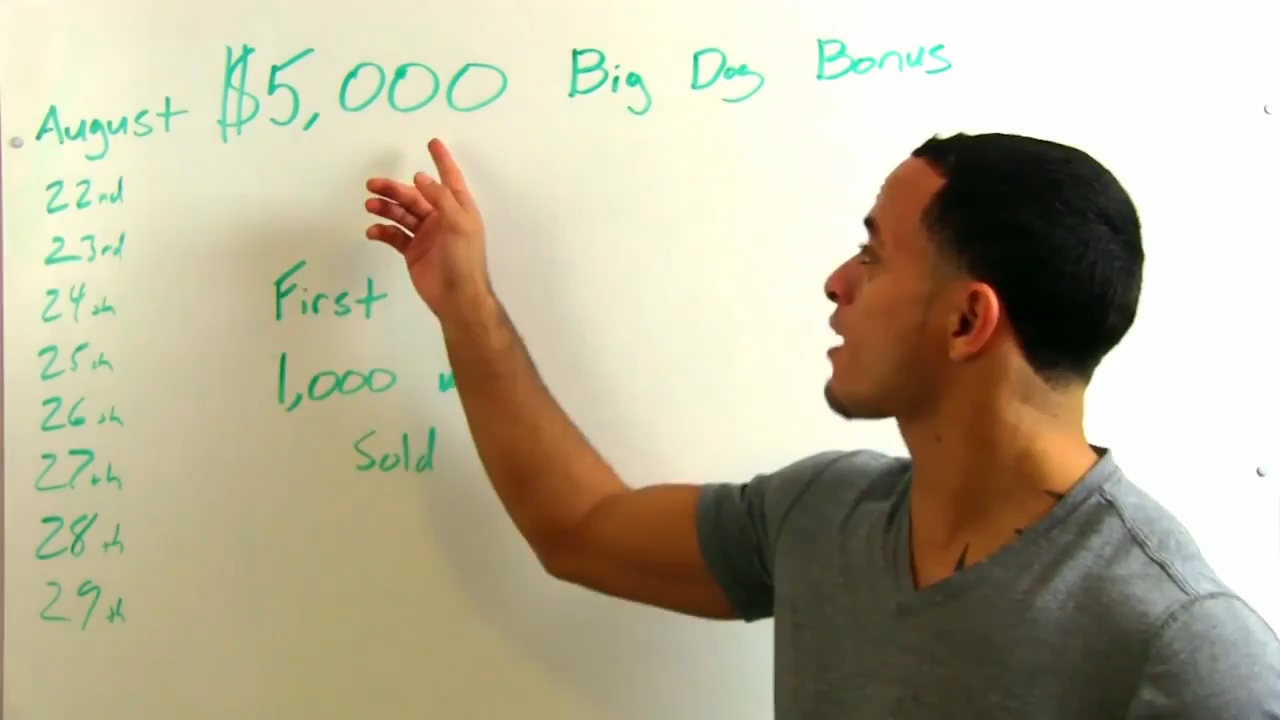 $5,000 Big Dog Bonus
August
22nd
23rd
24th
25th
26th
27th
28th
29th
First
1,000
Sold